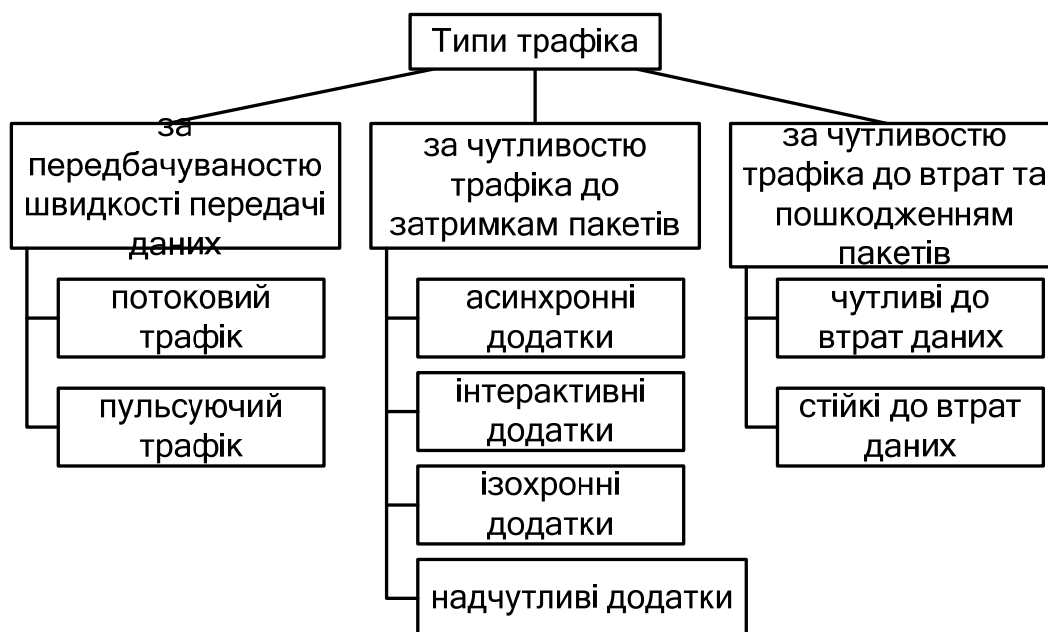 Типи трафіка
за
передбачуваностю
швидкості передачі
даних
потоковий
трафік
пульсуючий
трафік
за чутливостю
трафіка до
затримкам пакетів
асинхронні
додатки
інтерактивні
додатки
ізохронні
додатки
надчутливі додатки
за чутливостю
трафіка до втрат та
пошкодженням
пакетів
чутливі до
втрат даних
стійкі до втрат
даних